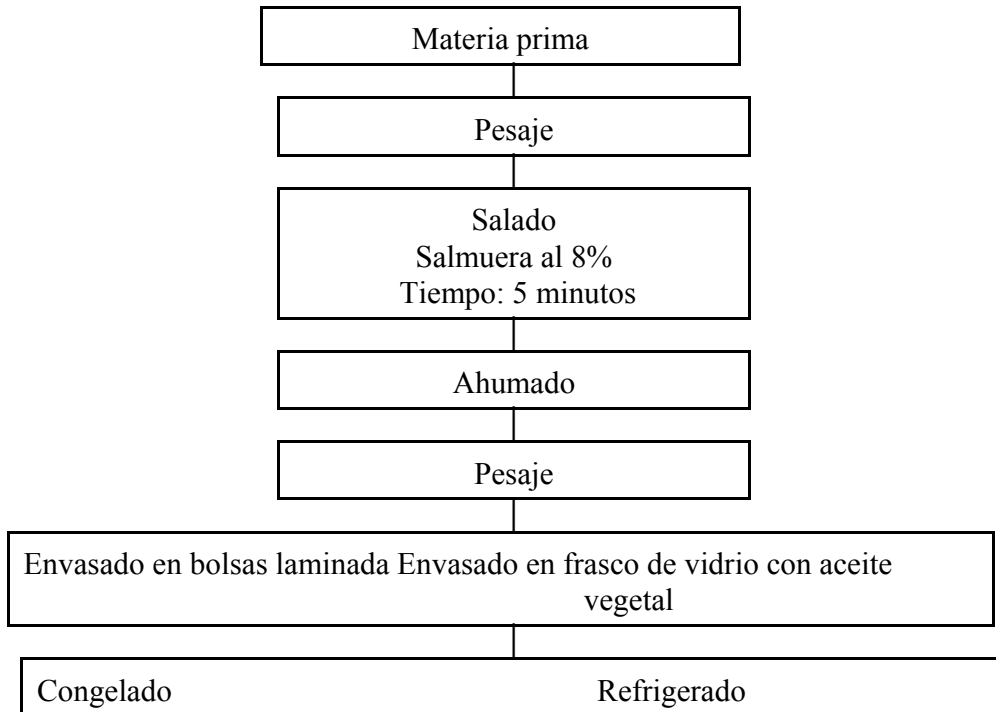 Materia prima
Pesaje
Salado
Salmuera al 8%
Tiempo: 5 minutos
Ahumado
Pesaje
Envasado en bolsas laminada Envasado en frasco de vidrio con aceite
vegetal
Congelado Refrigerado